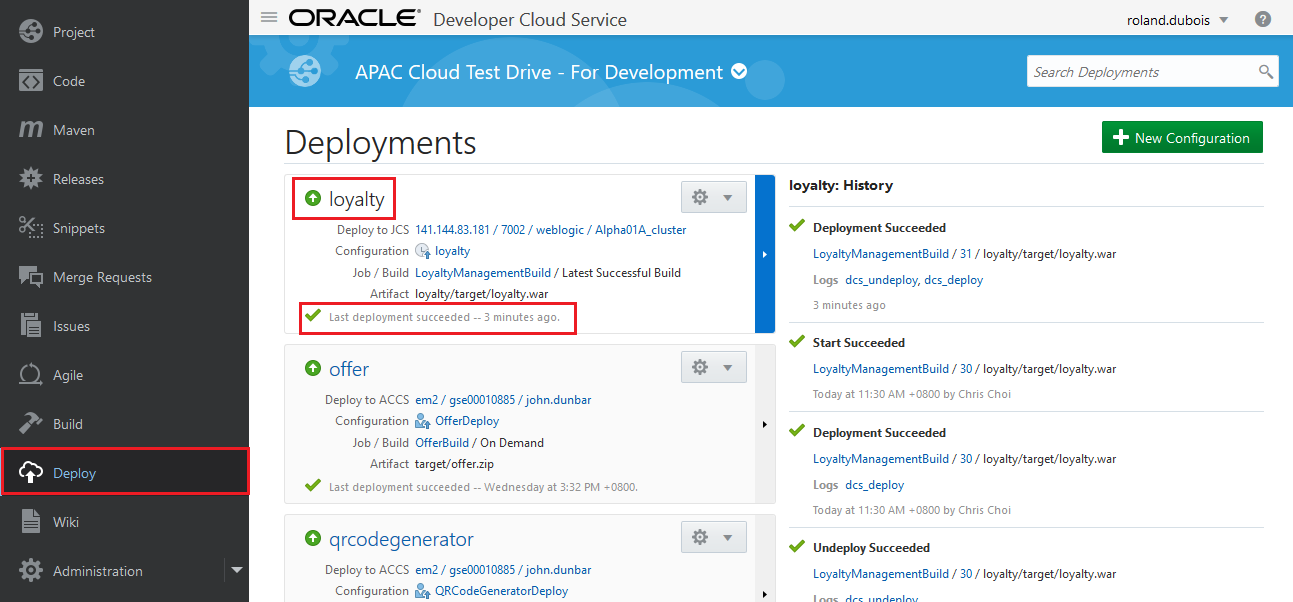 Project
Code
Maven
Releases
Snippets
Merge Requests
Issues
Agile
Build
Deploy
Wiki
Administration
ORACLE® Developer Cloud Service
roland.dubois
?
APAC Cloud Test Drive - For Development
Search Deployments
Deployments
New Configuration
loyalty
Deploy to JCS 141.144.83.181 / 7002 / weblogic / Alpha01A_cluster
Configuration loyalty
Job / Build LoyaltyManagementBuild / Latest Successful Build
Artifact loyalty/target/loyalty.war
Last deployment succeeded -- 3 minutes ago.
offer
Deploy to ACCS em2 / gse00010885 / john.dunbar
Configuration OfferDeploy
Job / Build OfferBuild / On Demand
Artifact target/offer.zip
Last deployment succeeded -- Wednesday at 3:32 PM +0800.
qrcodegenerator
Deploy to ACCS em2 / gse00010885 / john.dunbar
Configuration QRCodeGeneratorDeploy
loyalty: History
Deployment Succeeded
LoyaltyManagementBuild / 31 / loyalty/target/loyalty.war
Logs dcs_undeploy, dcs_deploy
3 minutes ago
Start Succeeded
LoyaltyManagementBuild / 30 / loyalty/target/loyalty.war
Today at 11:30 AM +0800 by Chris Choi
Deployment Succeeded
LoyaltyManagementBuild / 30 / loyalty/target/loyalty.war
Logs dcs_deploy
Today at 11:30 AM +0800 by Chris Choi
Undeploy Succeeded
LoyaltyManagementBuild / 30 / loyalty/target/loyalty.war
Logs dcs_undeploy